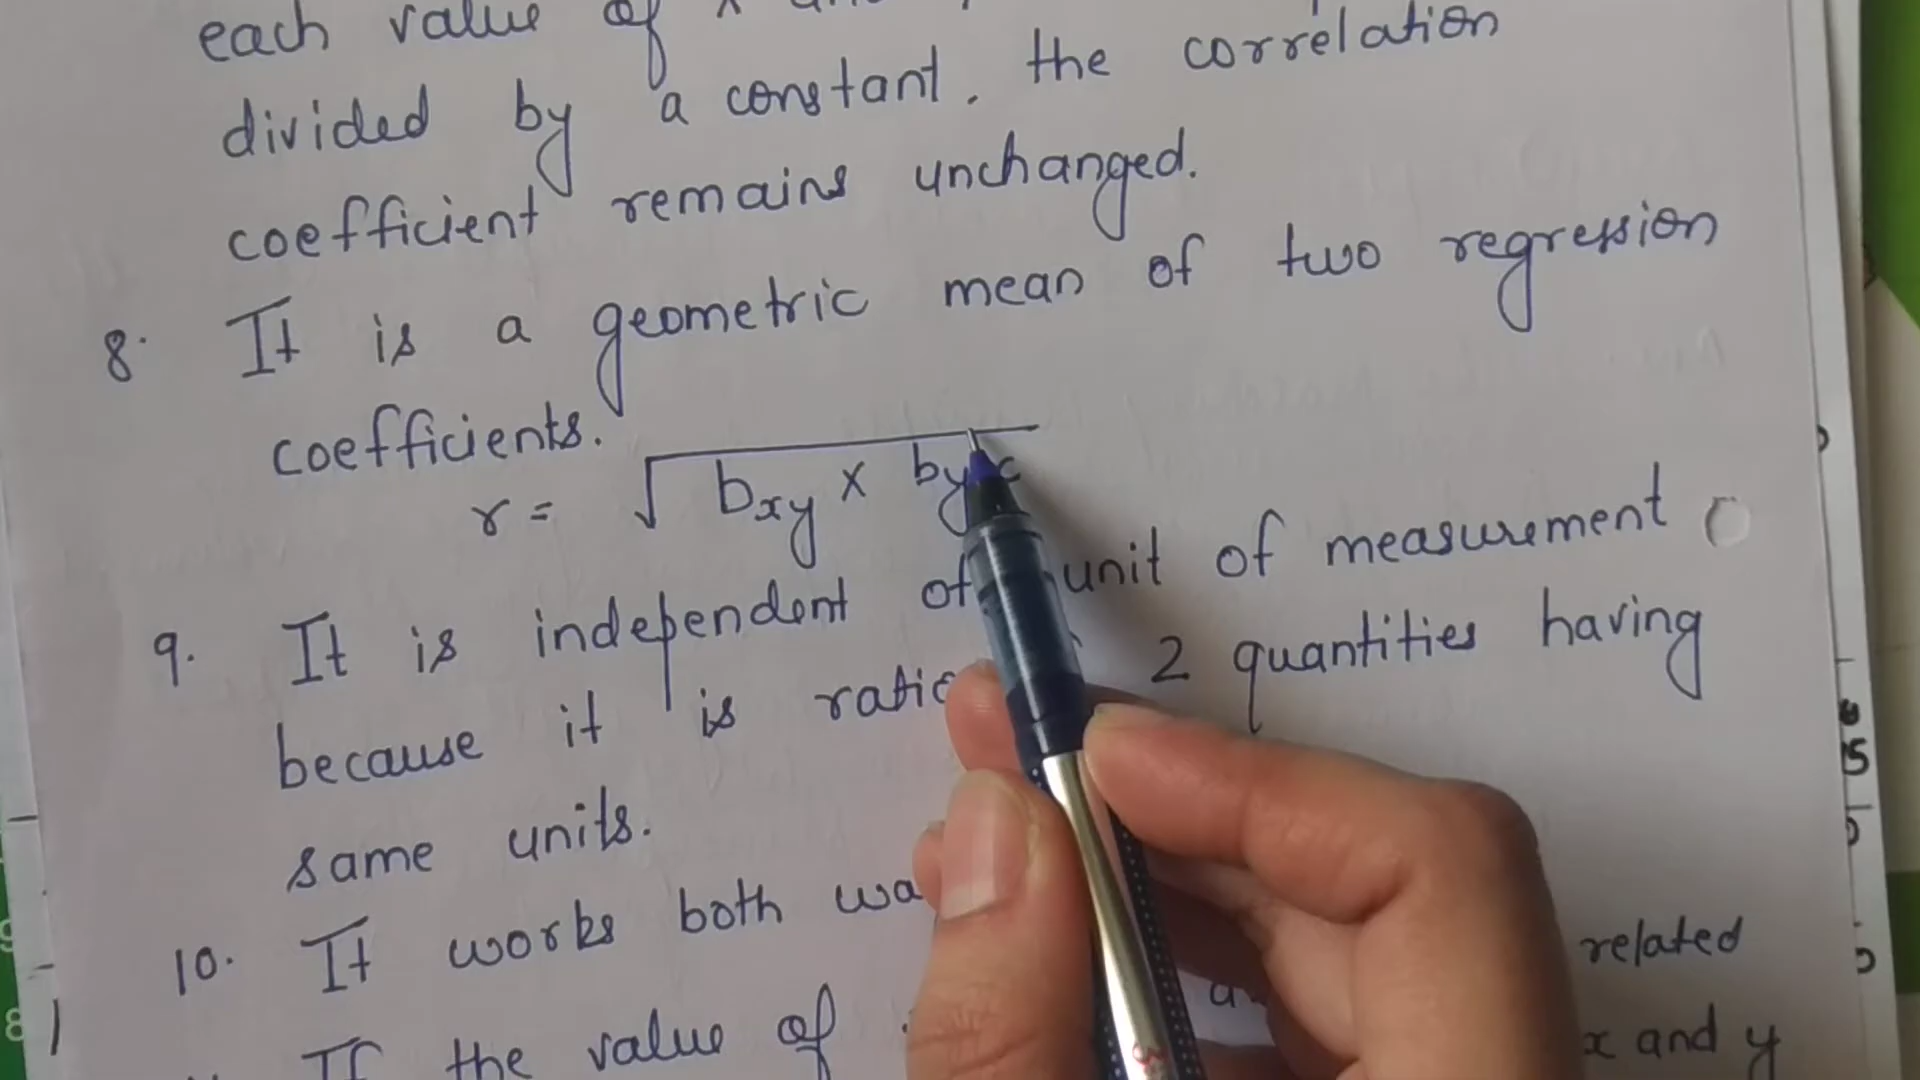 each value of x
divided by a constant. the correlation
coefficient remains unchanged.
8. It is a geometric mean of two regression
coefficients.
r = √ bxy x by
9. It is independent of unit of measurement
because it is ratio 2 quantities having
same units.
10. It works both related
If the value of x and y